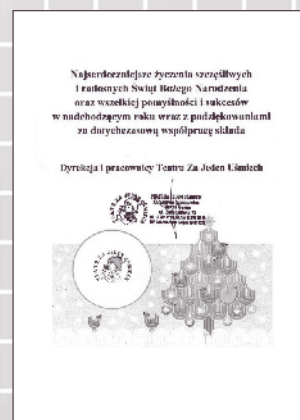 Najserdeczniejsze życzenia szczęśliwych
i radosnych Świąt Bożego Narodzenia
oraz wszelkiej pomyślności i sukcesów
w nadchodzącym roku wraz z podziękowaniami
za dotychczasową współpracę składa
Dyrekcja i pracownicy Teatru Za Jeden Uśmiech